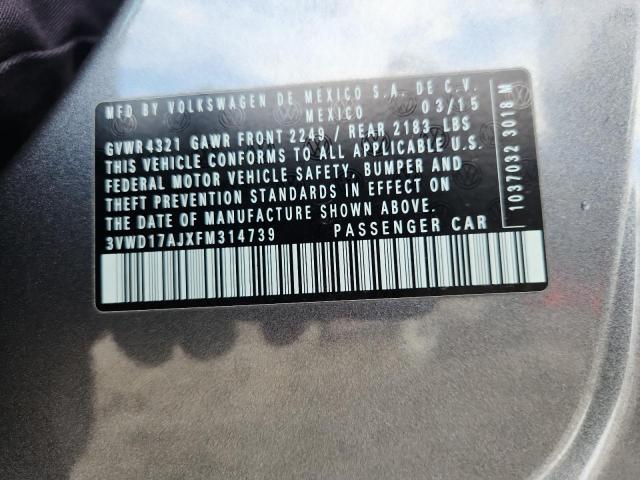 MFD BY VOLKSWAGEN DE MEXICO S.A. DE C.V.
MEXICO 03/15
GVWR 4321 GAWR FRONT 2249 / REAR 2183 LBS
THIS VEHICLE CONFORMS TO ALL APPLICABLE U.S.
FEDERAL MOTOR VEHICLE SAFETY, BUMPER AND
THEFT PREVENTION STANDARDS IN EFFECT ON
THE DATE OF MANUFACTURE SHOWN ABOVE.
3VWD17AJXFM314739 PASSENGER CAR
1037032 3018 M